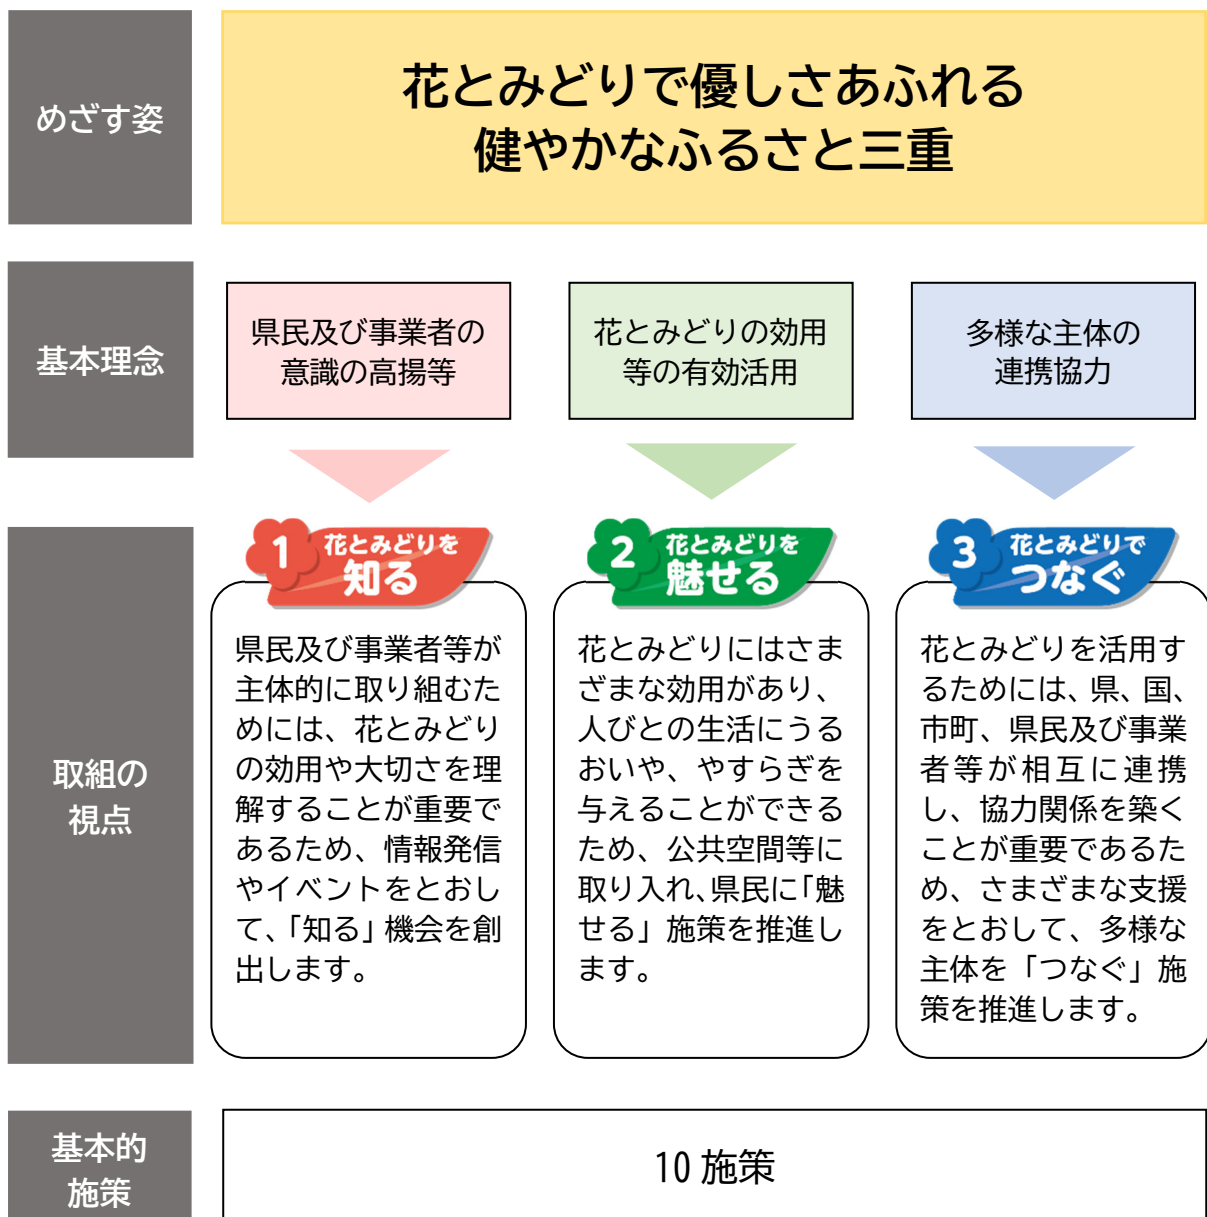 めざす姿
花とみどりで優しさあふれる
健やかなふるさと三重
基本理念
県民及び事業者の
意識の高揚等
花とみどりの効用
等の有効活用
多様な主体の
連携協力
取組の
視点
1 花とみどりを
知る
県民及び事業者等が
主体的に取り組むた
めには、花とみどり
の効用や大切さを理
解することが重要で
あるため、情報発信
やイベントをとおし
て、「知る」機会を創
出します。
2 花とみどりを
魅せる
花とみどりにはさま
ざまな効用があり、
人びとの生活にうる
おいや、やすらぎを
与えることができる
ため、公共空間等に
取り入れ、県民に「魅
せる」施策を推進し
ます。
3 花とみどりで
つなぐ
花とみどりを活用す
るためには、県、国、
市町、県民及び事業
者等が相互に連携
し、協力関係を築く
ことが重要であるた
め、さまざまな支援
をとおして、多様な
主体を「つなぐ」施
策を推進します。
基本的
施策
10 施策